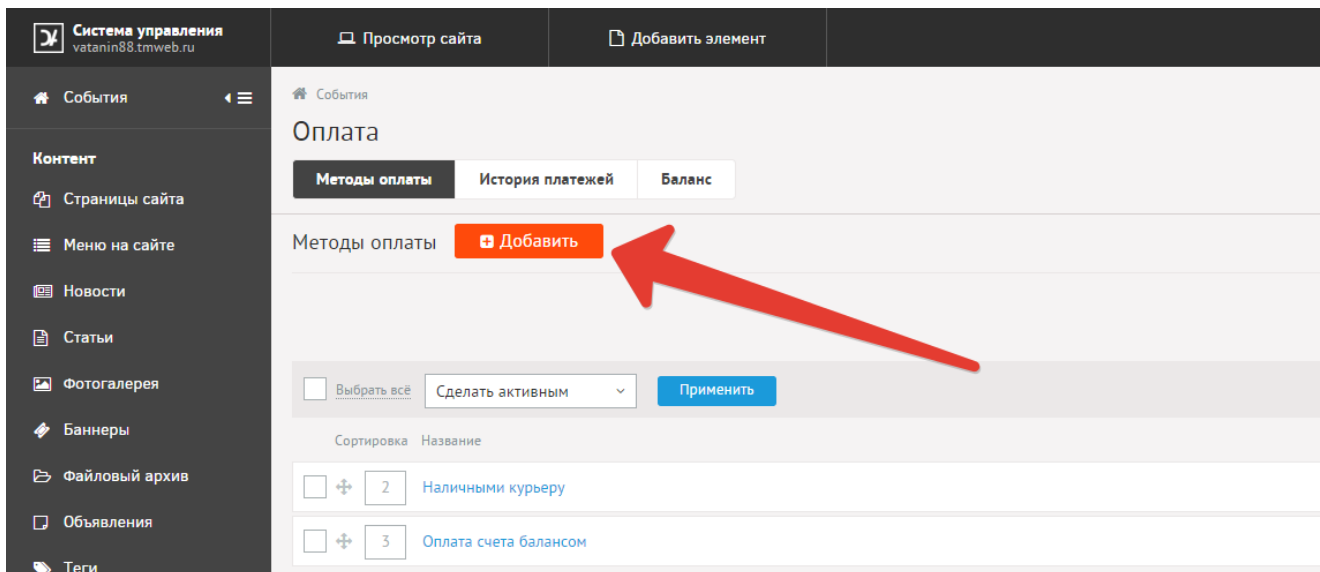 Система управления
vatanin88.tmweb.ru
Просмотр сайта
Добавить элемент
События
События
Оплата
Контент
Методы оплаты
История платежей
Баланс
Страницы сайта
Меню на сайте
Методы оплаты
Добавить
Новости
Статьи
Фотогалерея
Выбрать всё
Сделать активным
Применить
Баннеры
Сортировка Название
Файловый архив
2 Наличными курьеру
Объявления
3 Оплата счета балансом
Теги